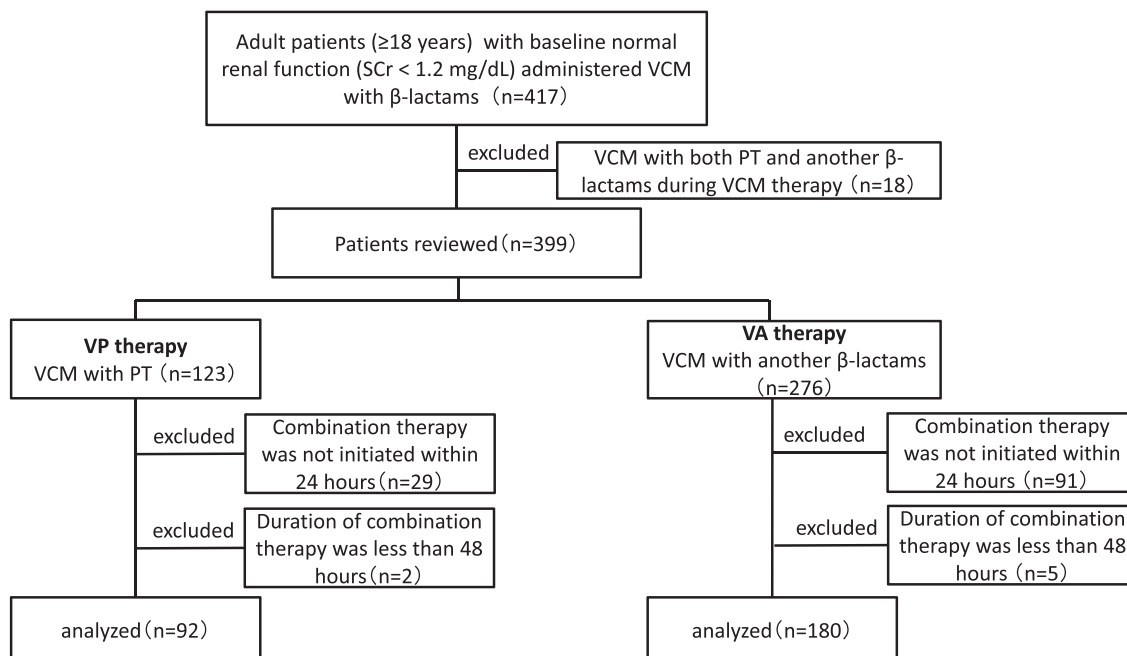 Adult patients (≥18 years) with baseline normal
renal function (SCr < 1.2 mg/dL) administered VCM
with β-lactams （n=417）
excluded
VCM with both PT and another β-
lactams during VCM therapy（n=18）
Patients reviewed（n=399）
VP therapy
VCM with PT（n=123）
VA therapy
VCM with another β-lactams
（n=276）
excluded
Combination therapy
was not initiated within
24 hours（n=29）
excluded
Combination therapy
was not initiated within
24 hours（n=91）
excluded
Duration of combination
therapy was less than 48
hours（n=2）
excluded
Duration of combination
therapy was less than 48
hours（n=5）
analyzed（n=92）
analyzed（n=180）